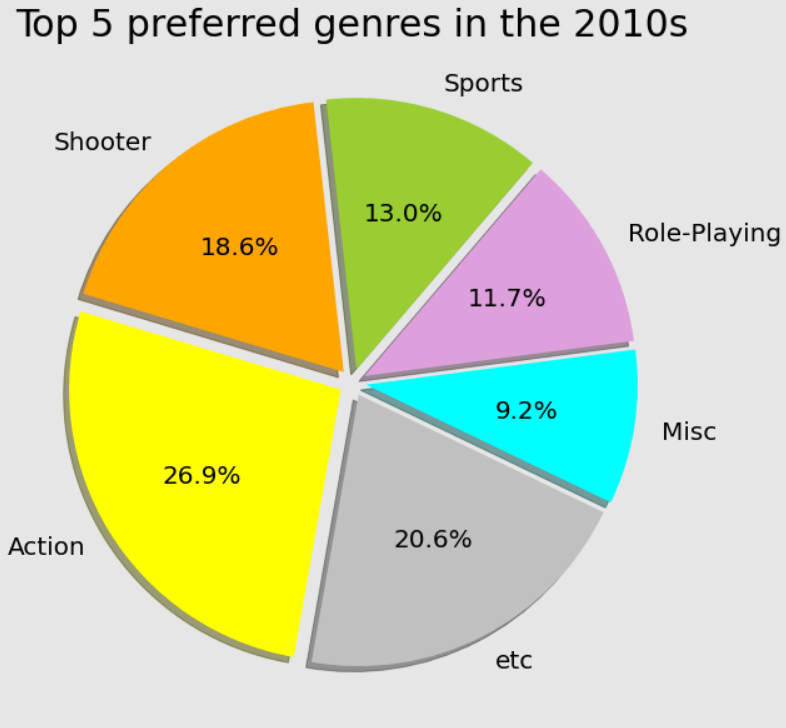 Top 5 preferred genres in the 2010s
Sports
Shooter
13.0%
Role-Playing
18.6%
11.7%
9.2%
Misc
26.9%
20.6%
Action
etc